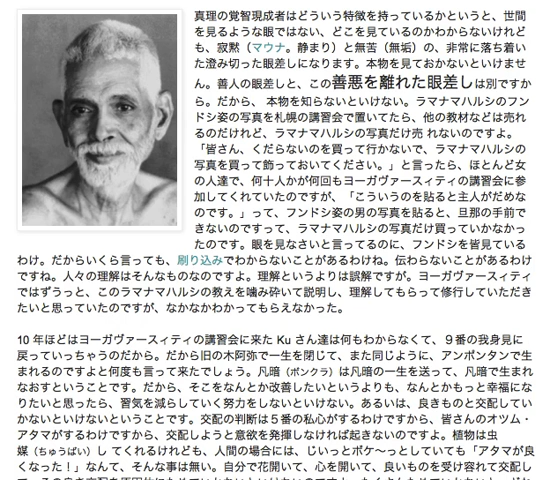 真理の覚智現成者はどういう特徴を持っているかというと、世間
を見るような眼ではない、どこを見ているのかわからないけれど
も、寂黙（マウナ。静まり）と無苦（無垢）の、非常に落ち着い
た澄み切った眼差しになります。本物を見ておかないといけませ
ん。善人の眼差しと、この善悪を離れた眼差しは別ですか
ら。だから、 本物を知らないといけない。ラマナマハルシのフン
ドシ姿の写真を札幌の講習会で置いてたら、他の教材などは売れ
るのだけれど、ラマナマハルシの写真だけ売 れないのですよ。
「皆さん、くだらないのを買って行かないで、ラマナマハルシの
写真を買って飾っておいてください。」と言ったら、ほとんど女
の人達で、何十人かが何回もヨーガヴァースィティの講習会に参
加してくれていたのですが、「こういうのを貼ると主人がだめな
のです。」って、フンドシ姿の男の写真を貼ると、旦那の手前で
きないのですって、ラマナマハルシの写真だけ買っていかなかっ
たのです。眼を見なさいと言ってるのに、フンドシを皆見ている
わけ。だからいくら言っても、刷り込みでわからないことがあるわけね。伝わらないことがあるわけ
ですね。人々の理解はそんなものなのですよ。理解というよりは誤解ですが。ヨーガヴァースィティ
ではずうっと、このラマナマハルシの教えを噛み砕いて説明し、理解してもらって修行していただき
たいと思っていたのですが、なかなかわかってもらえなかった。
10 年ほどはヨーガヴァースィティの講習会に来た Ku さん達は何もわからなくて、９番の我身見に
戻っていっちゃうのだから。だから旧の木阿弥で一生を閉じて、また同じように、アンポンタンで生
まれるのですよと何度も言って来たでしょう。凡暗（ボンクラ）は凡暗の一生を送って、凡暗で生まれ
なおすということです。だから、そこをなんとか改善したいというよりも、なんとかもっと幸福にな
りたいと思ったら、習気を減らしていく努力をしないといけない。あるいは、良きものと交配してい
かないといけないということです。交配の判断は５番の私心がするわけですから、皆さんのオツム・
アタマがするわけですから、交配しようと意欲を発揮しなければ起きないのですよ。植物は虫
媒（ちゅうばい）し てくれるけれども、人間の場合には、じいっとボケ〜っとしていても「アタマが良
くなった！」なんて、そんな事は無い。自分で花開いて、心を開いて、良いものを受け容れて交配し